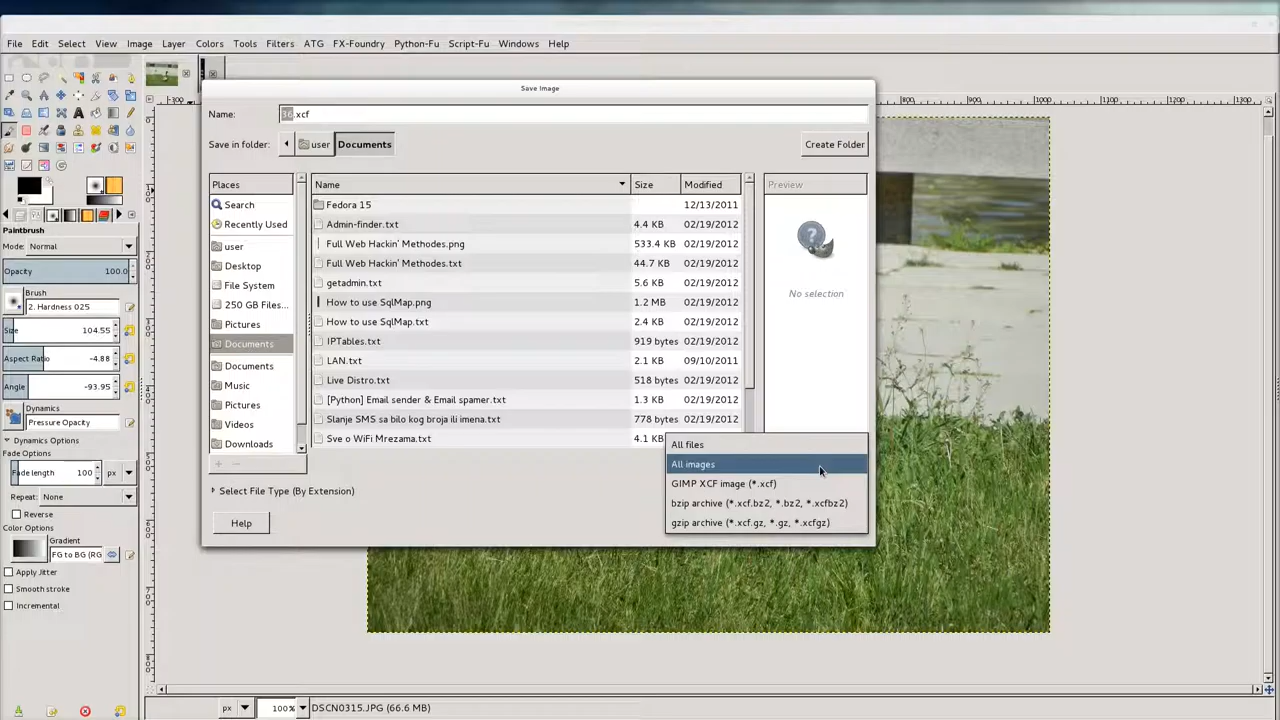 File Edit Select View Image Layer Colors Tools Filters ATG FX-Foundry Python-Fu Script-Fu Windows Help
Save Image
Name: 36.xcf
Save in folder: user Documents Create Folder
Places Name Size Modified Preview
Search Fedora 15 12/13/2011
Recently Used Admin-finder.txt 4.4 KB 02/19/2012
user Full Web Hackin' Methodes.png 533.4 KB 02/19/2012
Desktop Full Web Hackin' Methodes.txt 44.7 KB 02/19/2012
File System getadmin.txt 5.6 KB 02/19/2012
250 GB Files... How to use SqlMap.png 1.2 MB 02/19/2012
Pictures How to use SqlMap.txt 2.4 KB 02/19/2012
Documents IPTables.txt 919 bytes 02/19/2012
Documents LAN.txt 2.1 KB 09/10/2011
Music Live Distro.txt 518 bytes 02/19/2012
Pictures [Python] Email sender & Email spamer.txt 1.3 KB 02/19/2012
Videos Slanje SMS sa bilo kog broja ili imena.txt 778 bytes 02/19/2012
Downloads Sve o WiFi Mrezama.txt 4.1 KB
No selection
All files
All images
GIMP XCF image (*.xcf)
bzip archive (*.xcf.bz2, *.bz2, *.xcfbz2)
gzip archive (*.xcf.gz, *.gz, *.xcfgz)
Select File Type (By Extension)
Help
Paintbrush
Mode: Normal
Opacity 100.0
Brush
2. Hardness 025
Size 104.55
Aspect Ratio -4.88
Angle -93.95
Dynamics
Pressure Opacity
Dynamics Options
Fade Options
Fade length 100 px
Repeat: None
Reverse
Color Options
Gradient
FG to BG (RG
Apply Jitter
Smooth stroke
Incremental
-300 800 900 1000 1100 1200 1300
px 100% DSCN0315.JPG (66.6 MB)